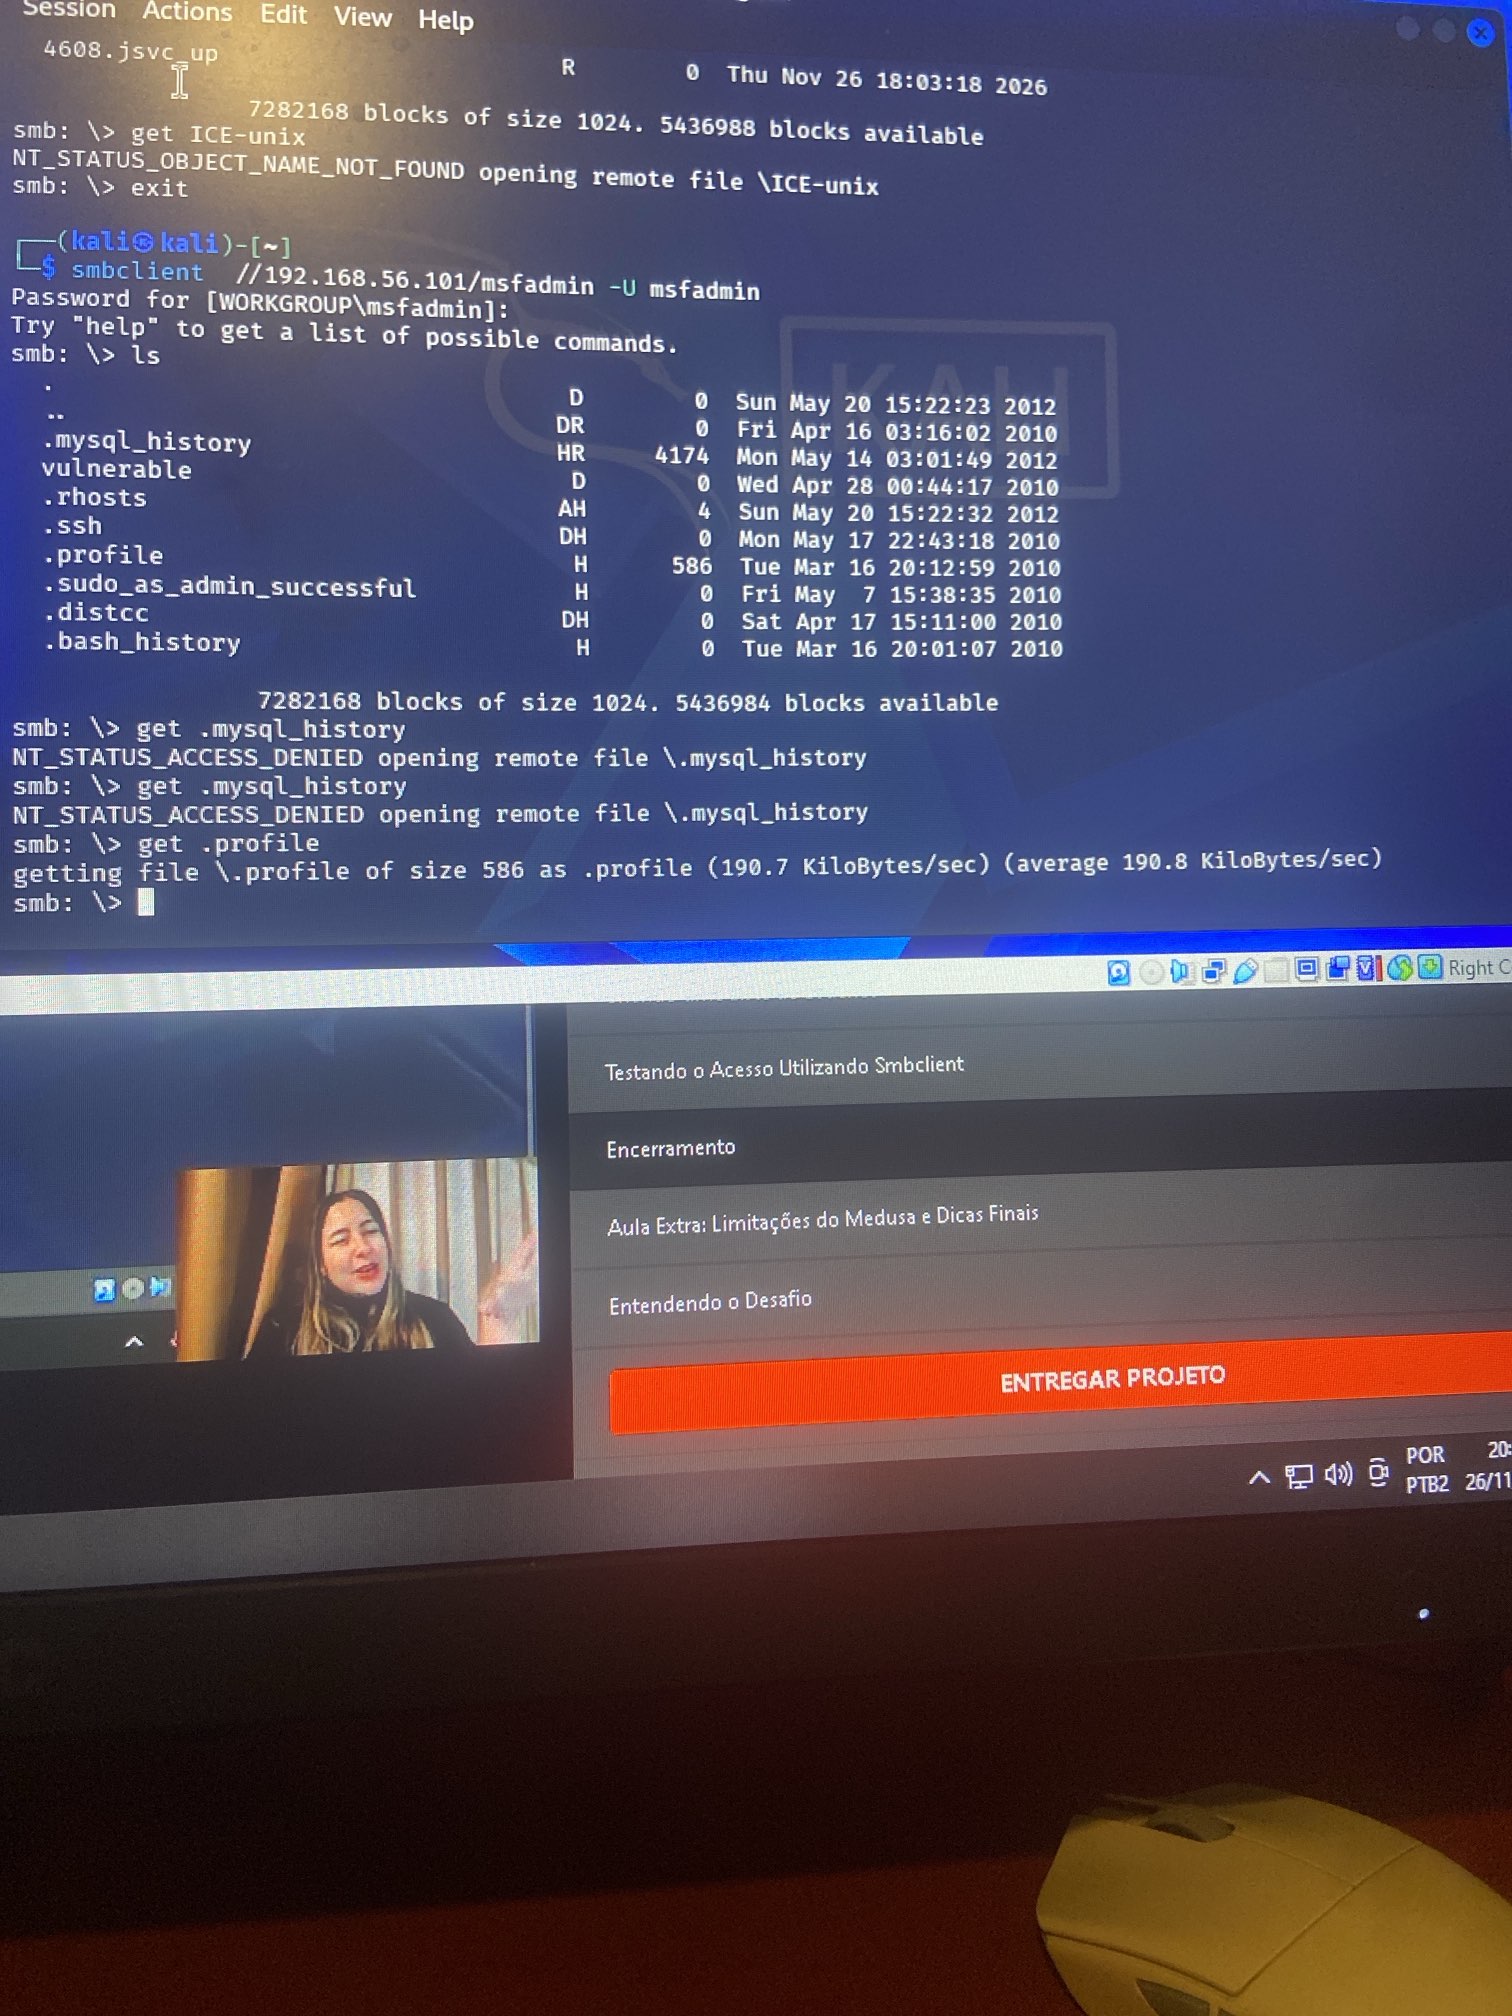 Session Actions Edit View Help
4608.jsvc_up R 0 Thu Nov 26 18:03:18 2026
7282168 blocks of size 1024. 5436988 blocks available
smb: \> get ICE-unix
NT_STATUS_OBJECT_NAME_NOT_FOUND opening remote file \ICE-unix
smb: \> exit
(kali㉿kali)-[~]
$ smbclient //192.168.56.101/msfadmin -U msfadmin
Password for [WORKGROUP\msfadmin]:
Try "help" to get a list of possible commands.
smb: \> ls
. D 0 Sun May 20 15:22:23 2012
.. DR 0 Fri Apr 16 03:16:02 2010
.mysql_history HR 4174 Mon May 14 03:01:49 2012
vulnerable D 0 Wed Apr 28 00:44:17 2010
.rhosts AH 4 Sun May 20 15:22:32 2012
.ssh DH 0 Mon May 17 22:43:18 2010
.profile H 586 Tue Mar 16 20:12:59 2010
.sudo_as_admin_successful H 0 Fri May 7 15:38:35 2010
.distcc DH 0 Sat Apr 17 15:11:00 2010
.bash_history H 0 Tue Mar 16 20:01:07 2010
7282168 blocks of size 1024. 5436984 blocks available
smb: \> get .mysql_history
NT_STATUS_ACCESS_DENIED opening remote file \.mysql_history
smb: \> get .mysql_history
NT_STATUS_ACCESS_DENIED opening remote file \.mysql_history
smb: \> get .profile
getting file \.profile of size 586 as .profile (190.7 KiloBytes/sec) (average 190.8 KiloBytes/sec)
smb: \>
Right C
Testando o Acesso Utilizando Smbclient
Encerramento
Aula Extra: Limitações do Medusa e Dicas Finais
Entendendo o Desafio
ENTREGAR PROJETO
POR 20:
PTB2 26/11